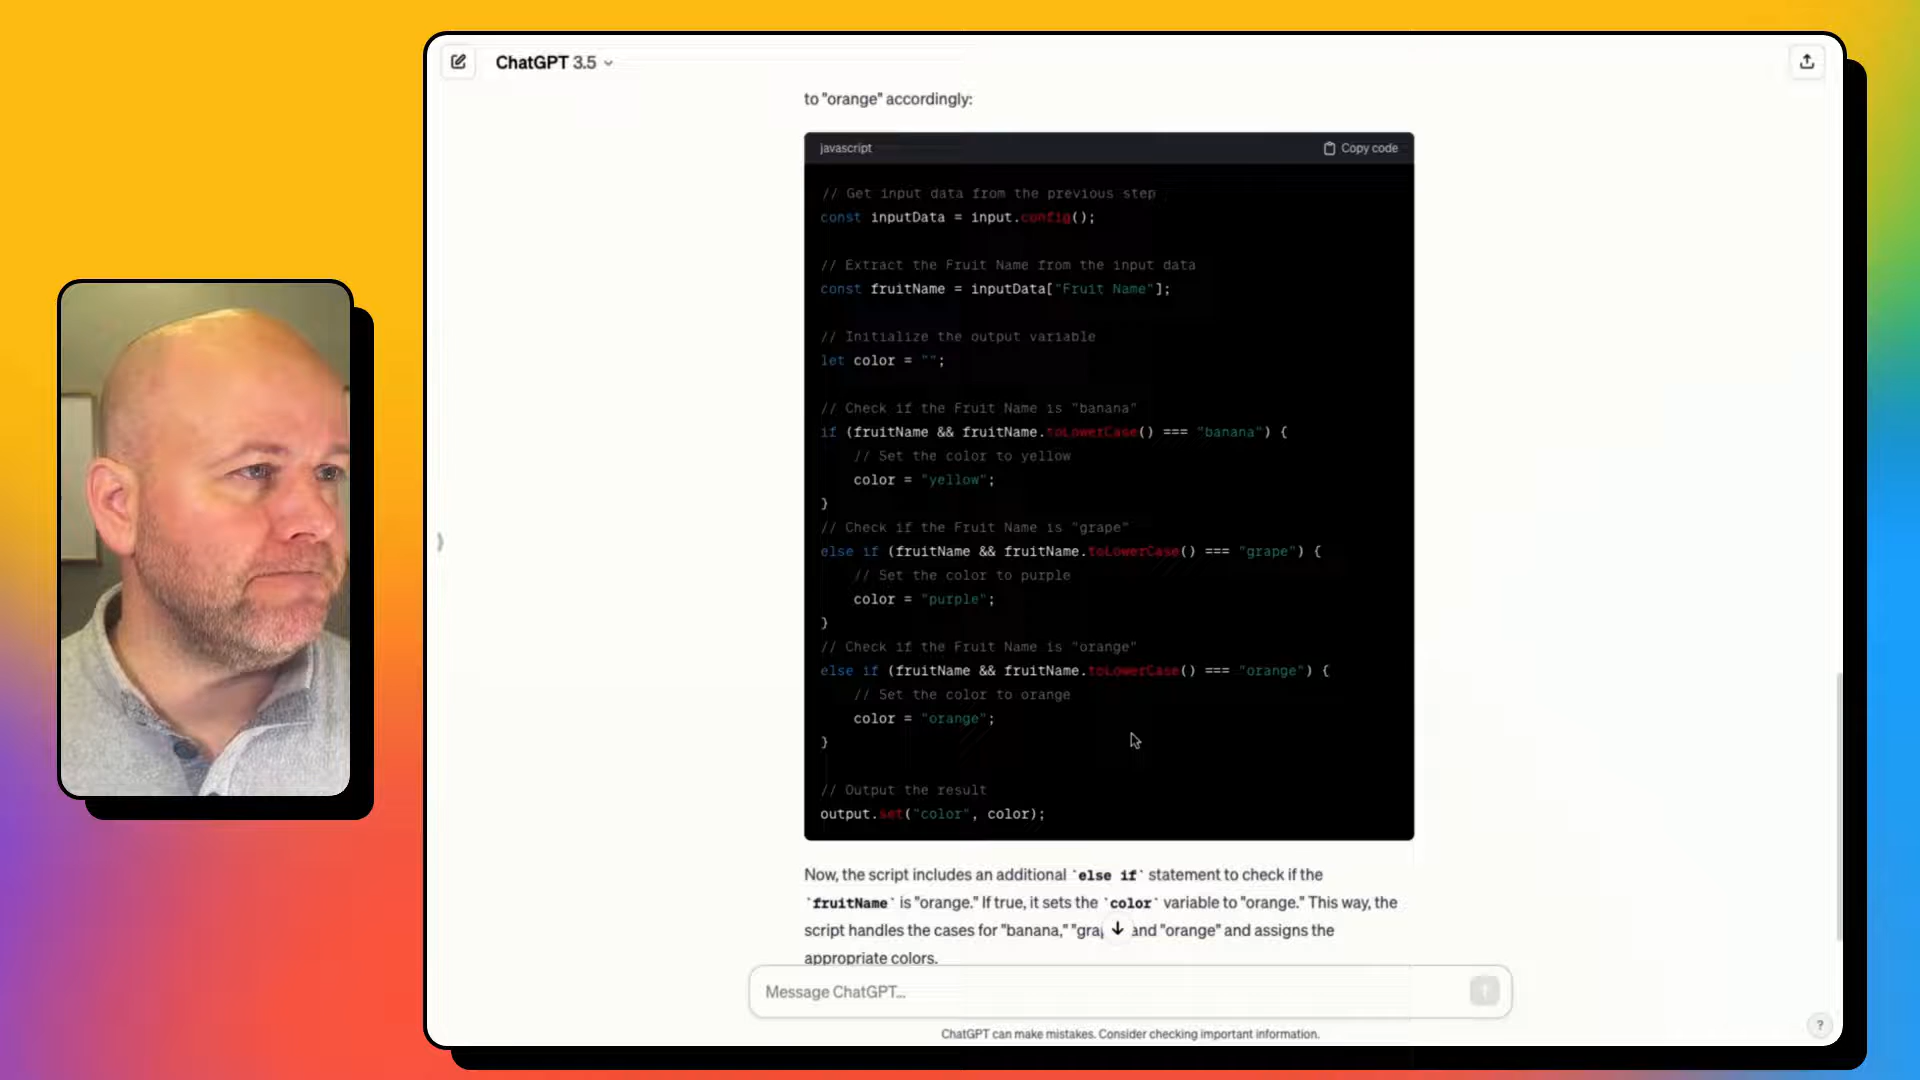 ChatGPT 3.5
to "orange" accordingly:
javascript
Copy code
// Get input data from the previous step
const inputData = input.config();
// Extract the Fruit Name from the input data
const fruitName = inputData["Fruit Name"];
// Initialize the output variable
let color = "";
// Check if the Fruit Name is "banana"
if (fruitName && fruitName.toLowerCase() === "banana") {
// Set the color to yellow
color = "yellow";
}
// Check if the Fruit Name is "grape"
else if (fruitName && fruitName.toLowerCase() === "grape") {
// Set the color to purple
color = "purple";
}
// Check if the Fruit Name is "orange"
else if (fruitName && fruitName.toLowerCase() === "orange") {
// Set the color to orange
color = "orange";
}
// Output the result
output.set("color", color);
Now, the script includes an additional `else if` statement to check if the
`fruitName` is "orange." If true, it sets the `color` variable to "orange." This way, the
script handles the cases for "banana," and "orange" and assigns the
appropriate colors.
Message ChatGPT...
ChatGPT can make mistakes. Consider checking important information.
?